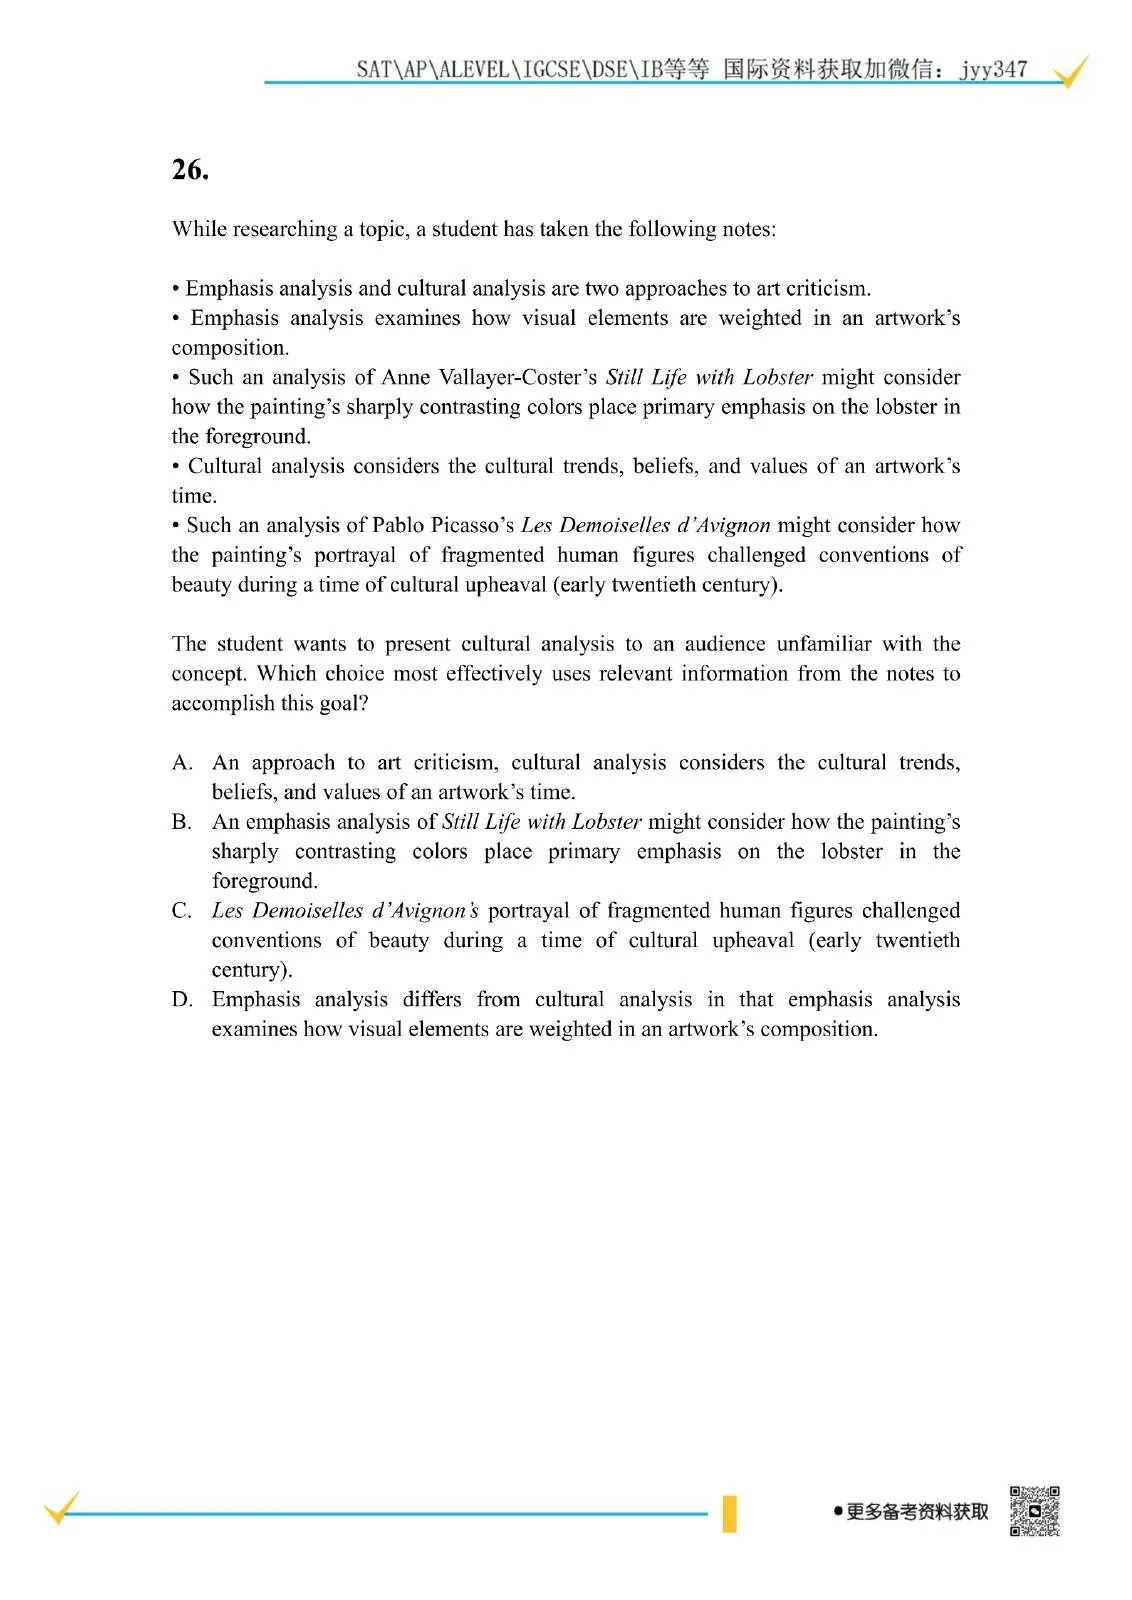 SAT\AP\ALEVEL\IGCSE\DSE\IB等等 国际资料获取加微信：jyy347
26.
While researching a topic, a student has taken the following notes:
• Emphasis analysis and cultural analysis are two approaches to art criticism.
• Emphasis analysis examines how visual elements are weighted in an artwork’s
composition.
• Such an analysis of Anne Vallayer-Coster’s Still Life with Lobster might consider
how the painting’s sharply contrasting colors place primary emphasis on the lobster in
the foreground.
• Cultural analysis considers the cultural trends, beliefs, and values of an artwork’s
time.
• Such an analysis of Pablo Picasso’s Les Demoiselles d’Avignon might consider how
the painting’s portrayal of fragmented human figures challenged conventions of
beauty during a time of cultural upheaval (early twentieth century).
The student wants to present cultural analysis to an audience unfamiliar with the
concept. Which choice most effectively uses relevant information from the notes to
accomplish this goal?
A. An approach to art criticism, cultural analysis considers the cultural trends,
beliefs, and values of an artwork’s time.
B. An emphasis analysis of Still Life with Lobster might consider how the painting’s
sharply contrasting colors place primary emphasis on the lobster in the
foreground.
C. Les Demoiselles d’Avignon’s portrayal of fragmented human figures challenged
conventions of beauty during a time of cultural upheaval (early twentieth
century).
D. Emphasis analysis differs from cultural analysis in that emphasis analysis
examines how visual elements are weighted in an artwork’s composition.
•更多备考资料获取